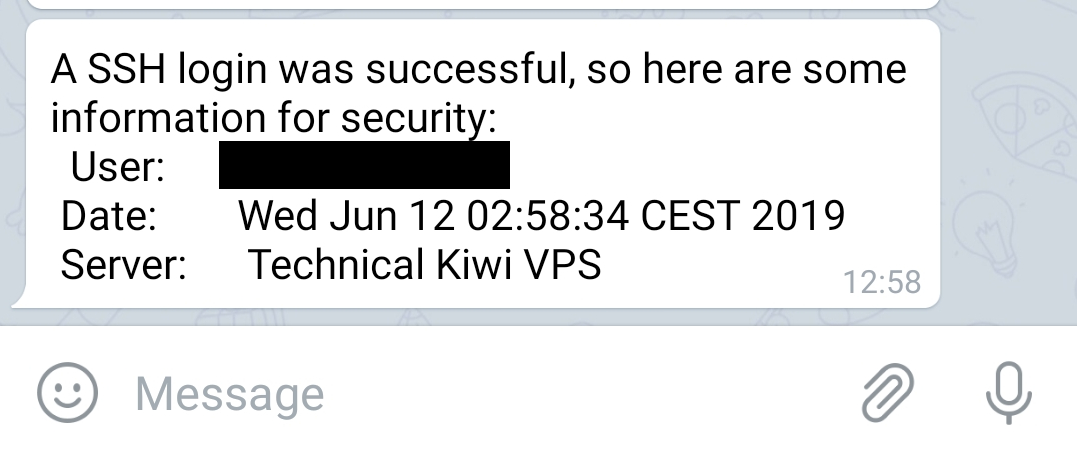 A SSH login was successful, so here are some
information for security:
User:
Date: Wed Jun 12 02:58:34 CEST 2019
Server: Technical Kiwi VPS
12:58
Message